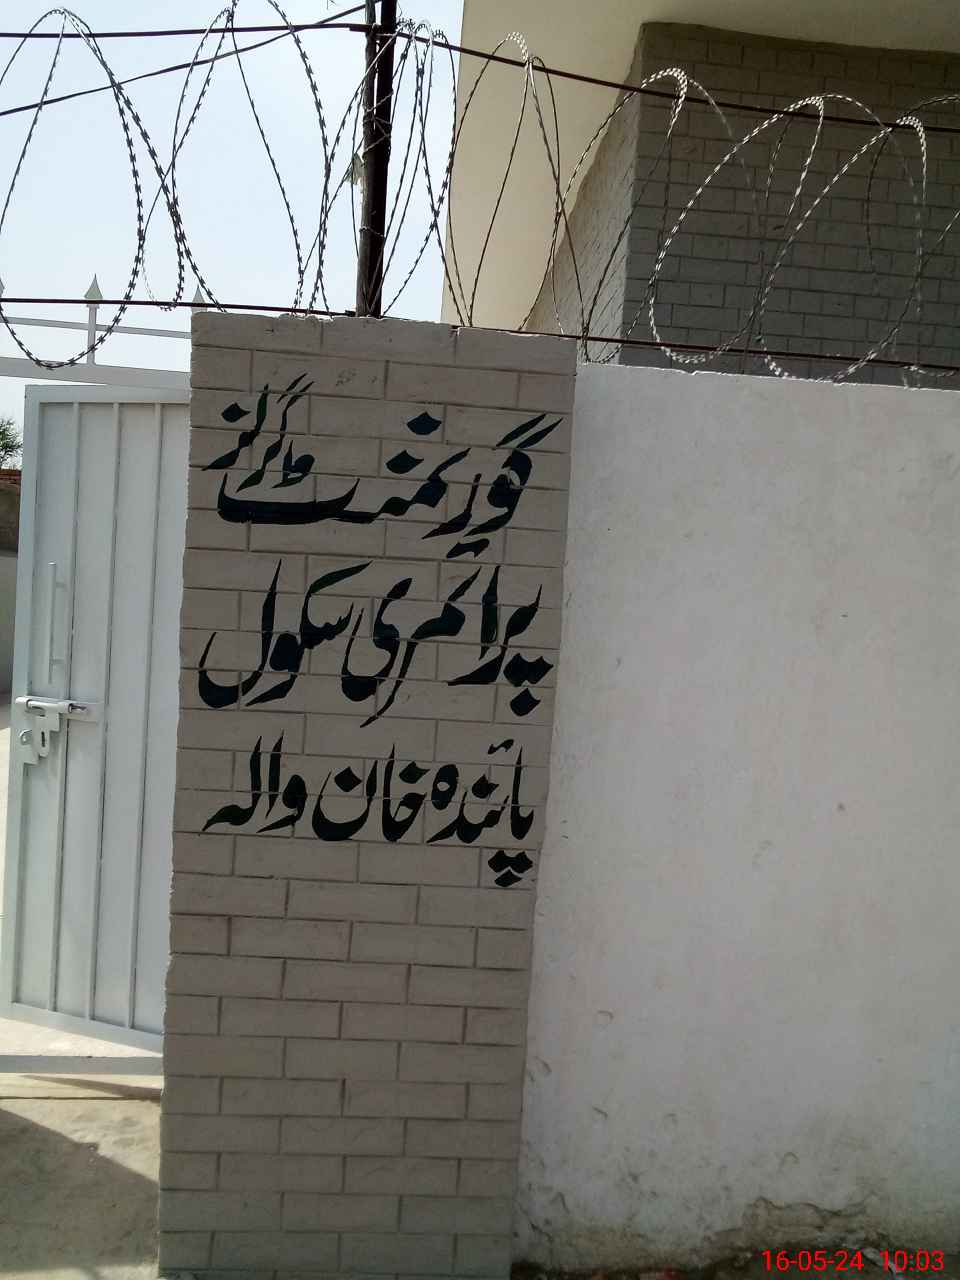 گورنمنٹ گرلز
پرائمری سکول
پائندہ خان والہ
16-05-24 10:03